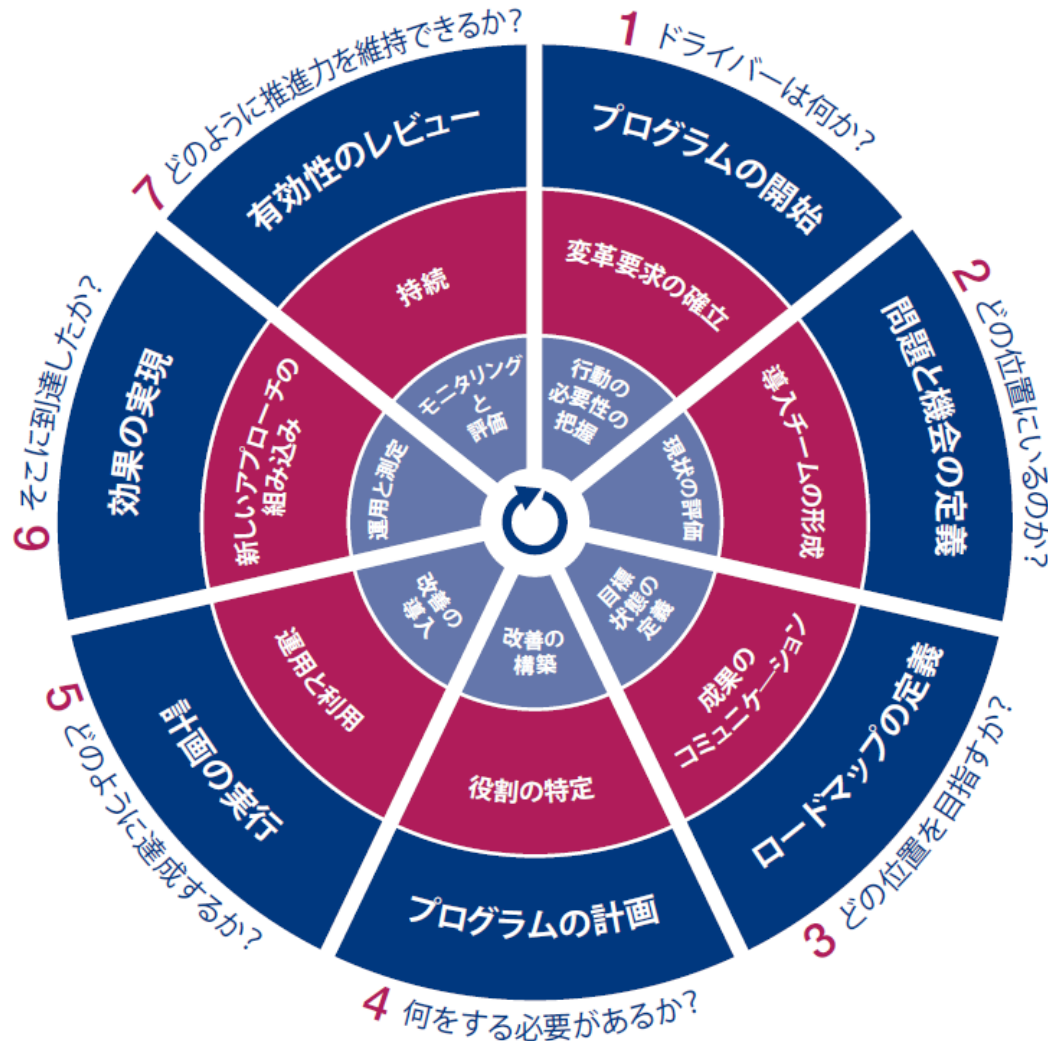 1 ドライバーは何か?
プログラムの開始
変革要求の確立
行動の
必要性の
把握
2 どの位置にいるのか?
問題と機会の定義
導入チームの形成
現状の評価
3 どの位置を目指すか?
ロードマップの定義
成果の
コミュニケーション
目標
状態の
定義
4 何をする必要があるか?
プログラムの計画
役割の特定
改善の
構築
5 どのように達成するか?
計画の実行
運用と利用
改善の
導入
6 そこに到達したか?
効果の実現
新しいアプローチの
組み込み
運用と測定
7 どのように推進力を維持できるか?
有効性のレビュー
持続
モニタリング
と
評価